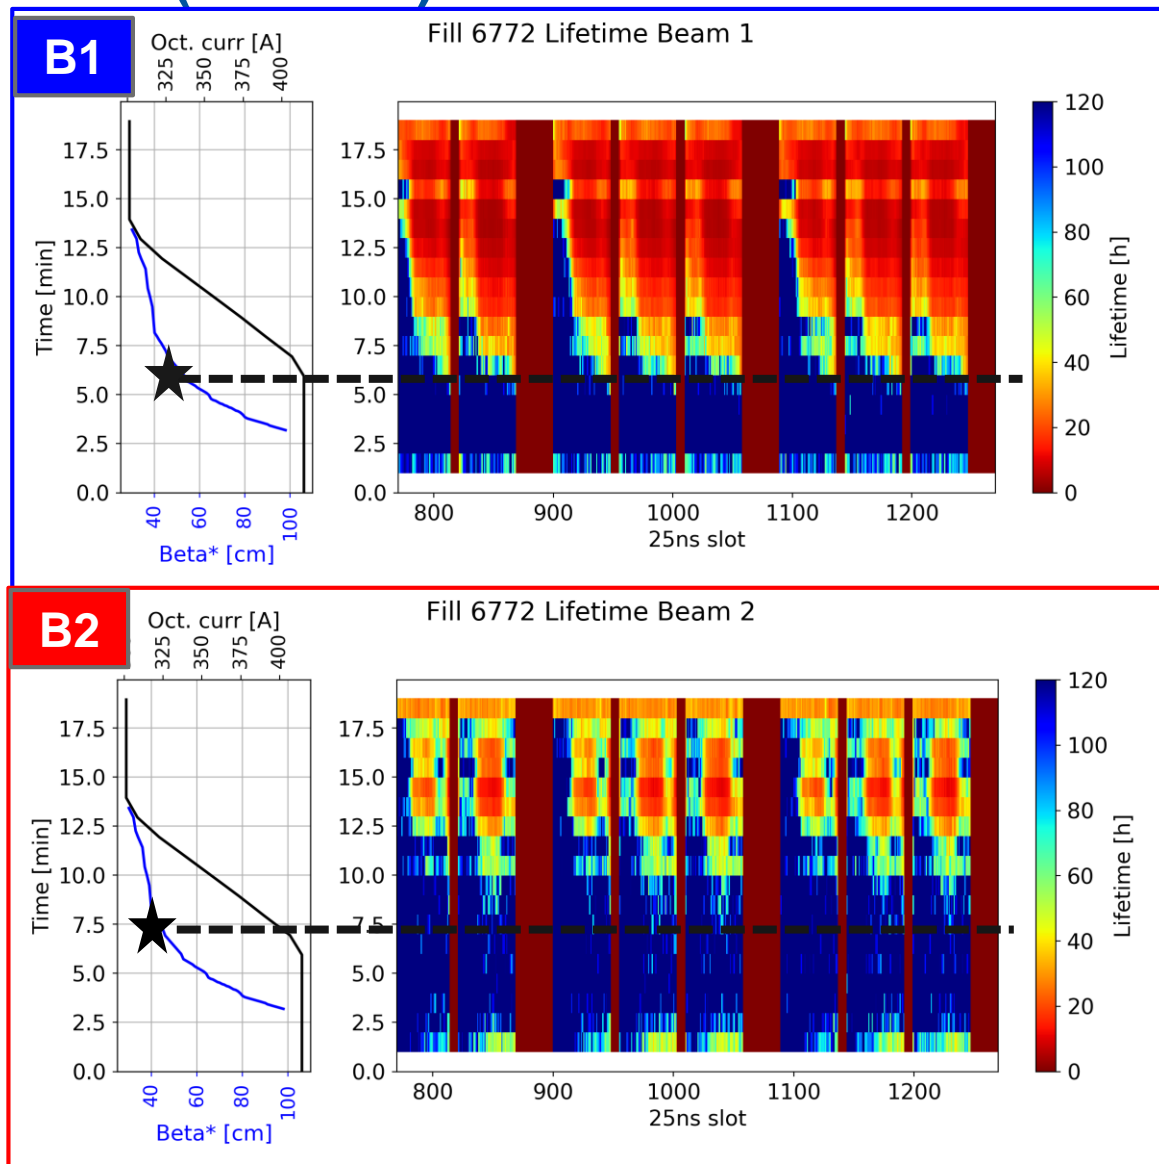 B1
Oct. curr [A]
325 350 375 400
Fill 6772 Lifetime Beam 1
Time [min]
17.5
15.0
12.5
10.0
7.5
5.0
2.5
0.0
40 60 80 100
Beta* [cm]
17.5
15.0
12.5
10.0
7.5
5.0
2.5
0.0
800 900 1000 1100 1200
25ns slot
120
100
80
60
40
20
0
Lifetime [h]
B2
Oct. curr [A]
325 350 375 400
Fill 6772 Lifetime Beam 2
Time [min]
17.5
15.0
12.5
10.0
7.5
5.0
2.5
0.0
40 60 80 100
Beta* [cm]
17.5
15.0
12.5
10.0
7.5
5.0
2.5
0.0
800 900 1000 1100 1200
25ns slot
120
100
80
60
40
20
0
Lifetime [h]